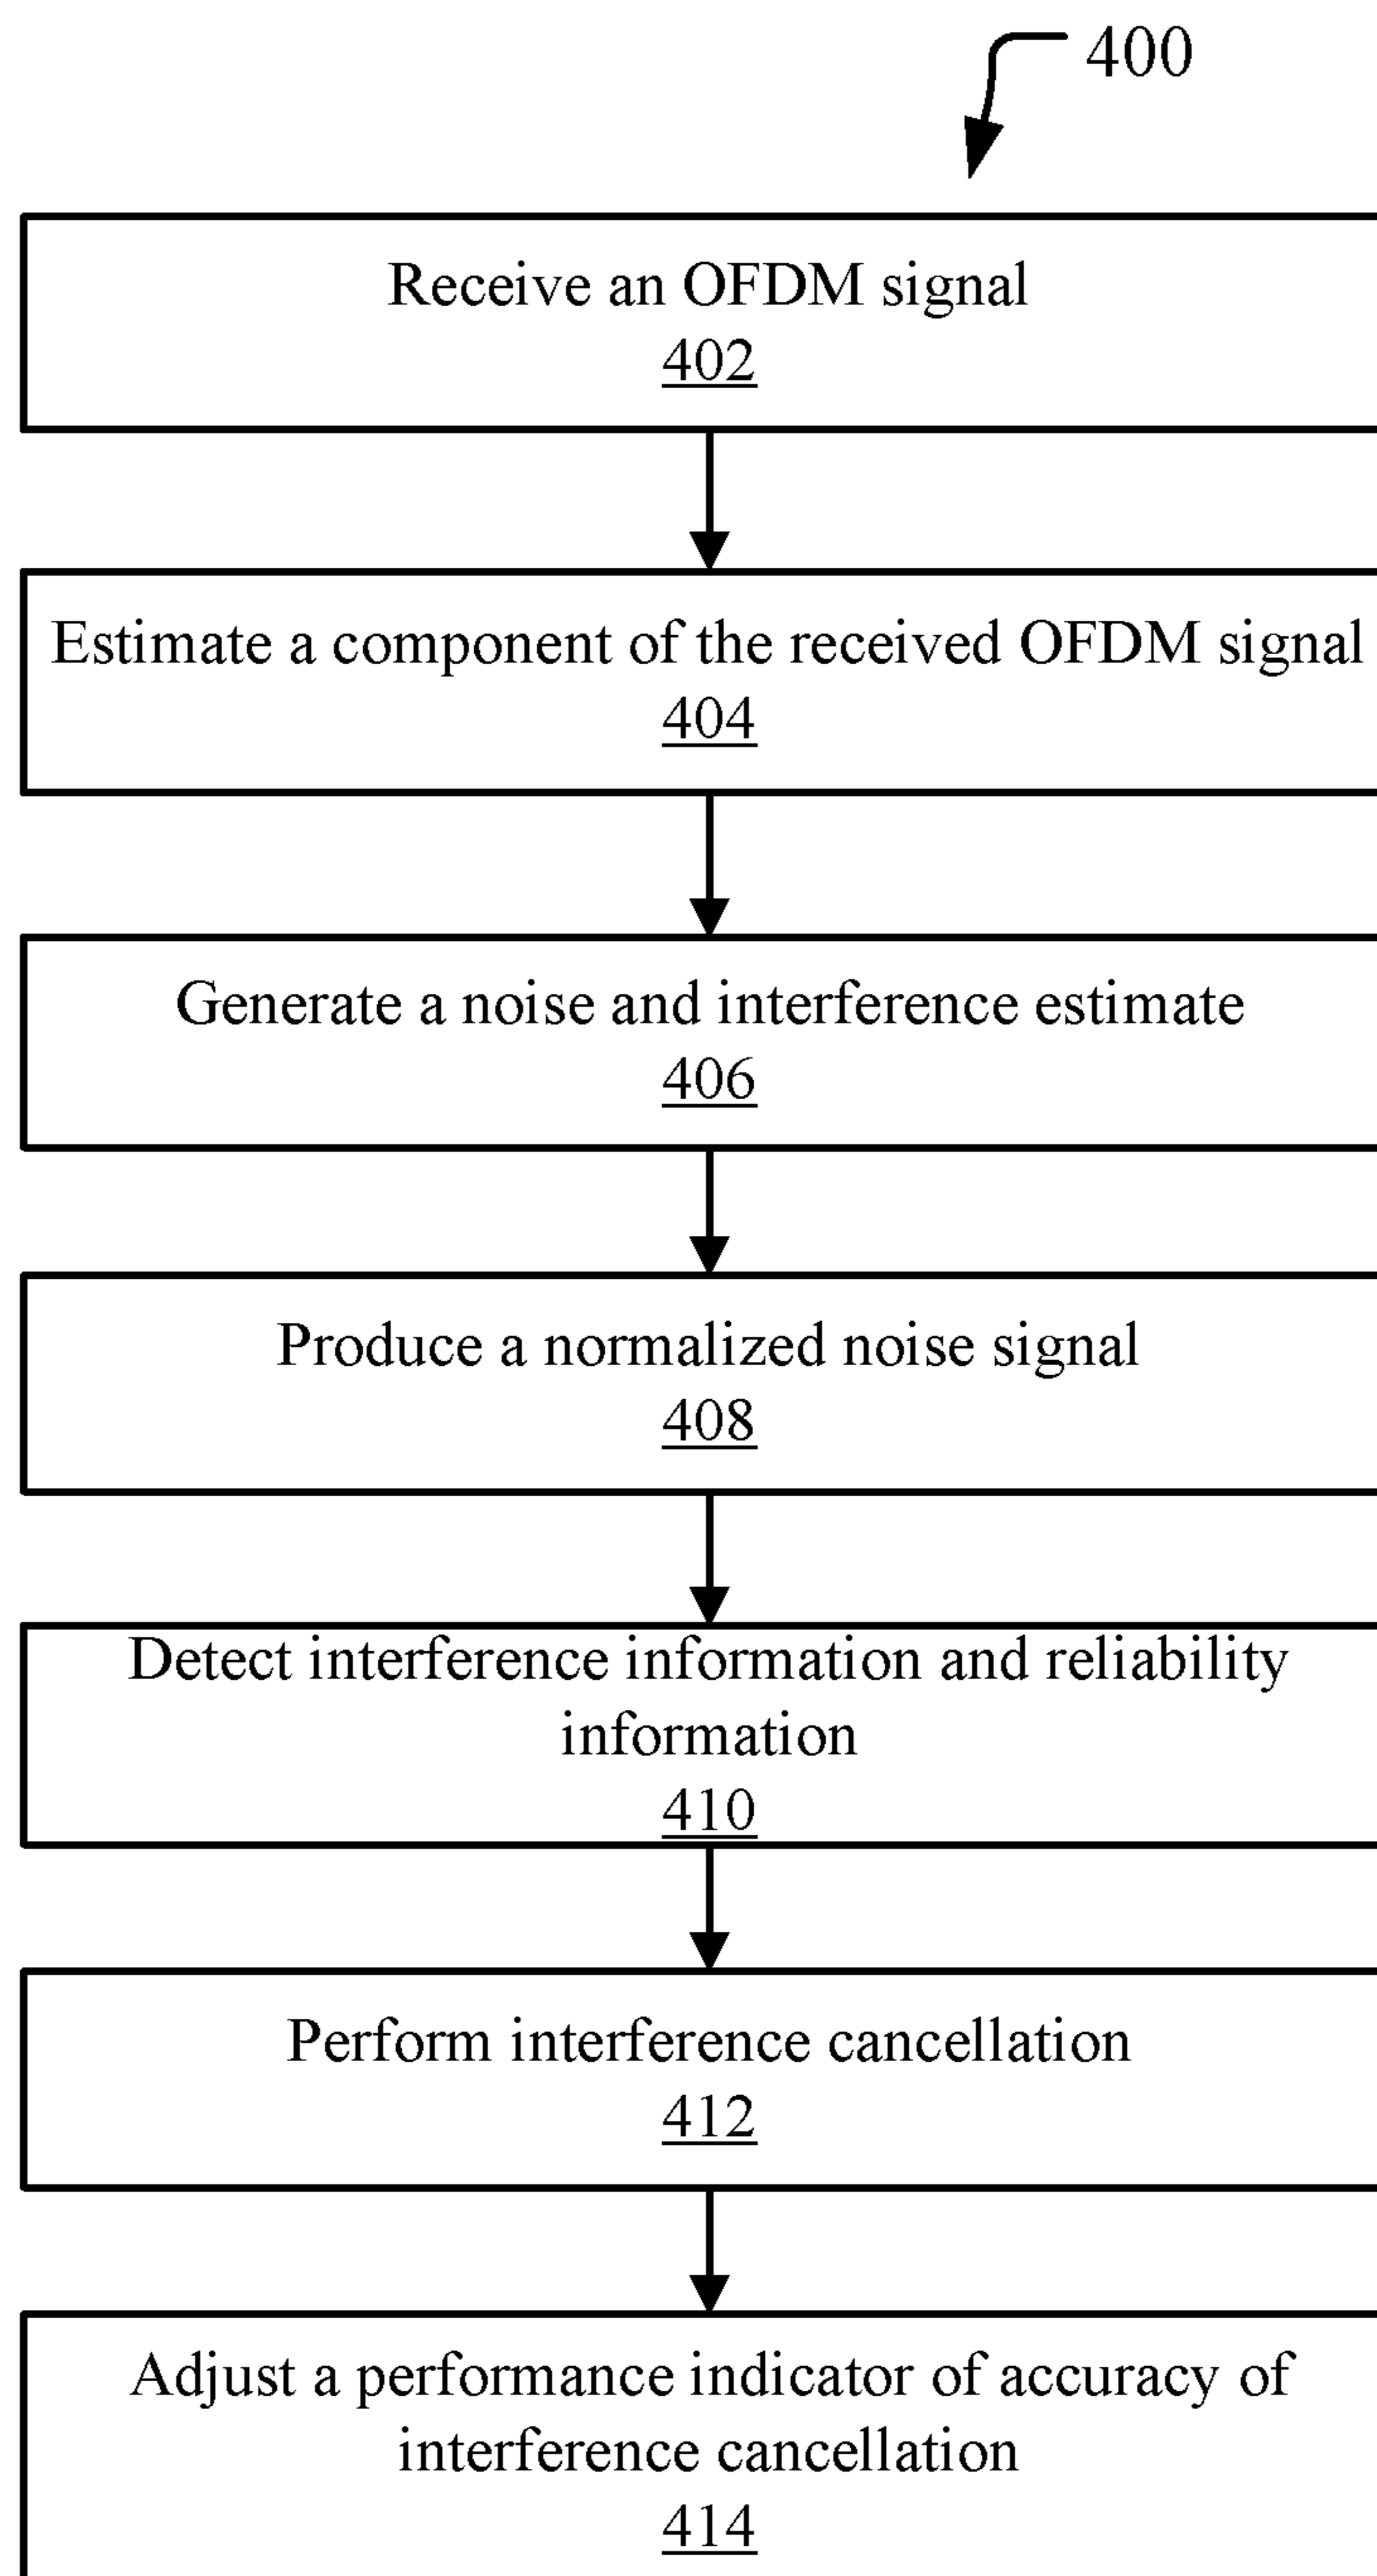 400
Receive an OFDM signal
402
Estimate a component of the received OFDM signal
404
Generate a noise and interference estimate
406
Produce a normalized noise signal
408
Detect interference information and reliability
information
410
Perform interference cancellation
412
Adjust a performance indicator of accuracy of
interference cancellation
414